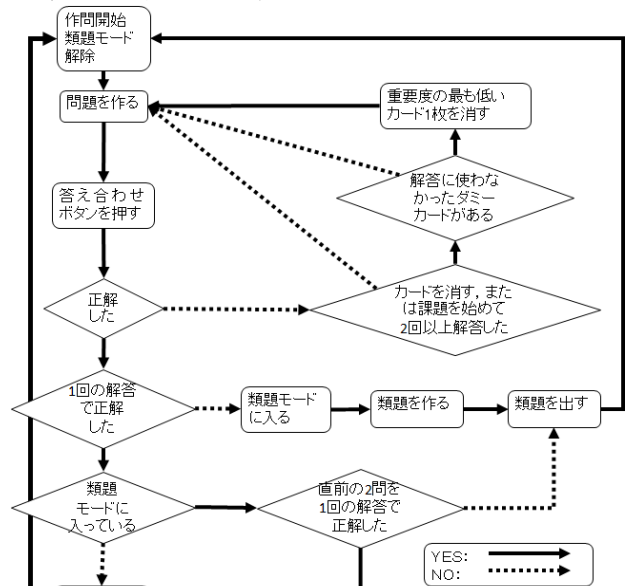 作問開始
類題モード
解除
問題を作る
重要度の最も低い
カード1枚を消す
解答に使わな
かったダミー
カードがある
答え合わせ
ボタンを押す
カードを消す，また
は課題を始めて
2回以上解答した
正解
した
1回の解答
で正解
した
類題モード
に入る
類題を作る
類題を出す
類題
モードに
入っている
直前の2問を
1回の解答で
正解した
YES:
NO: